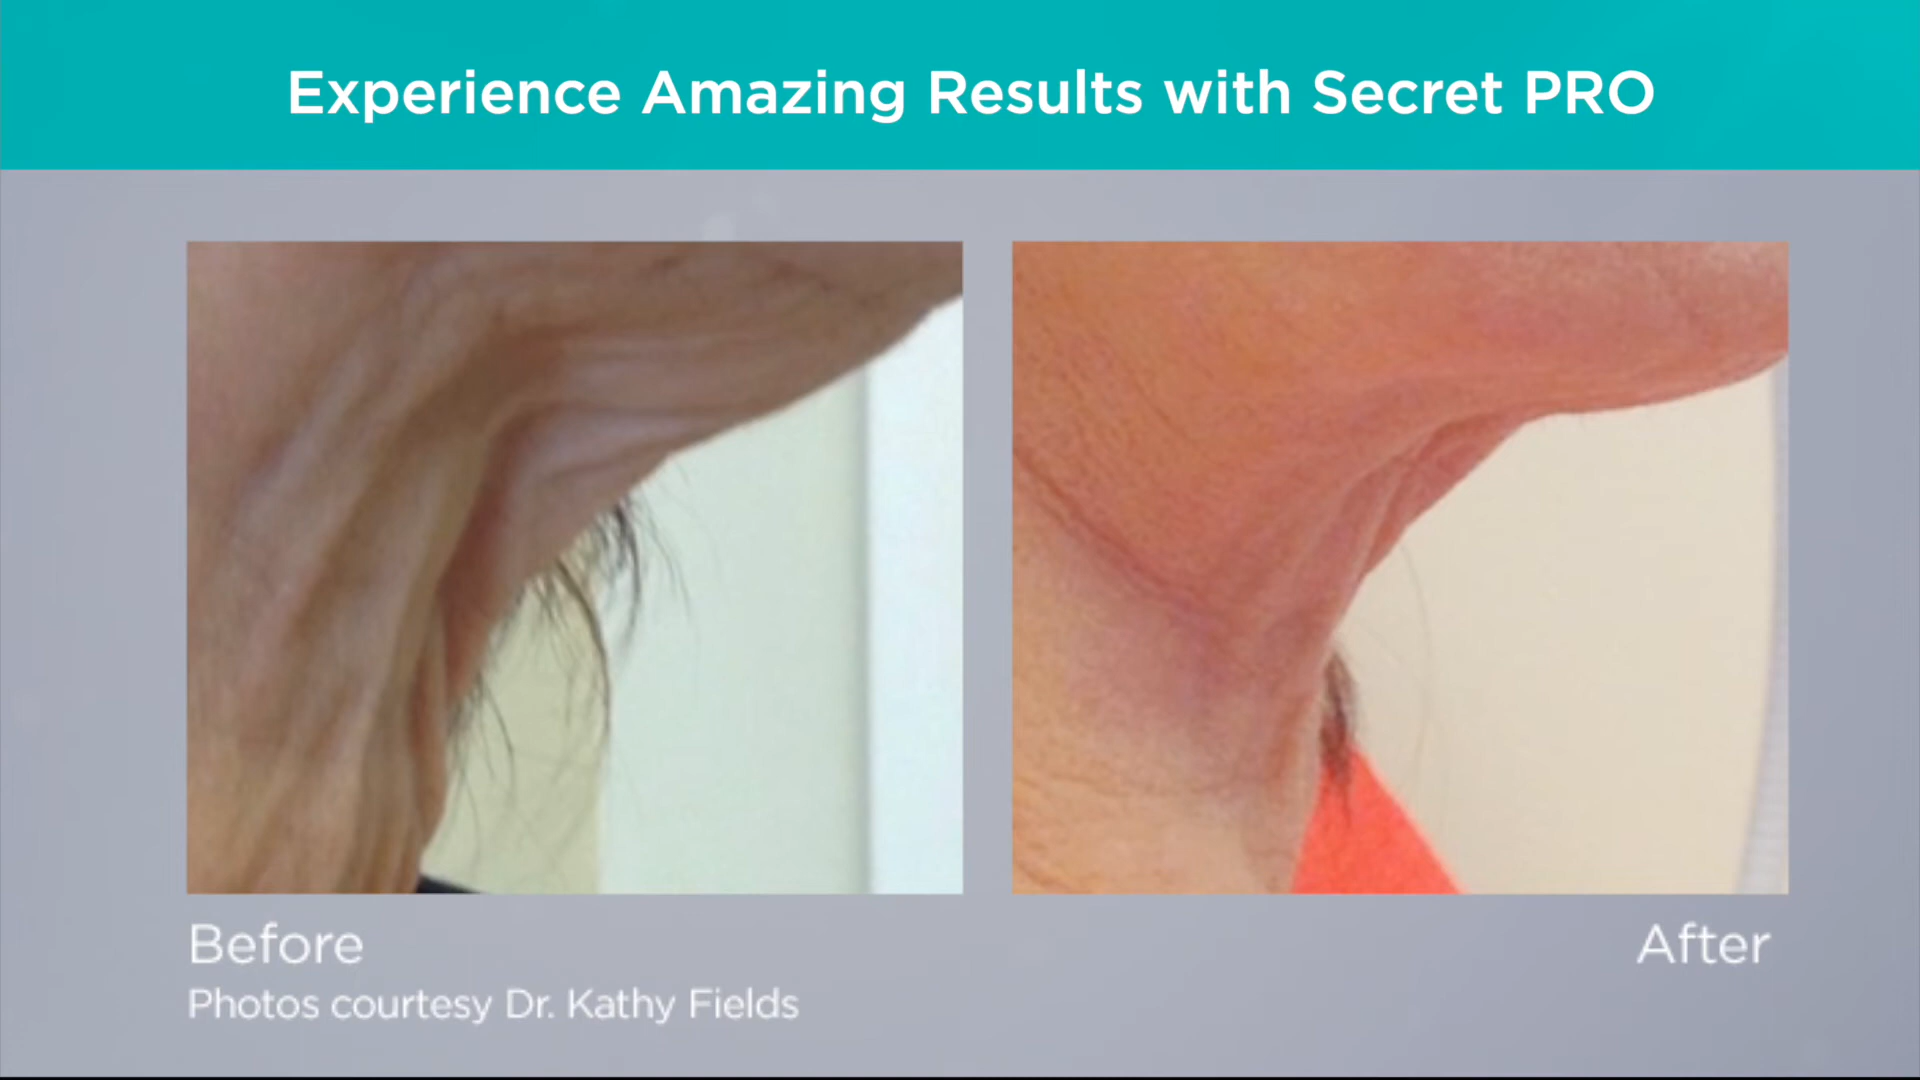 Experience Amazing Results with Secret PRO
Before
After
Photos courtesy Dr. Kathy Fields